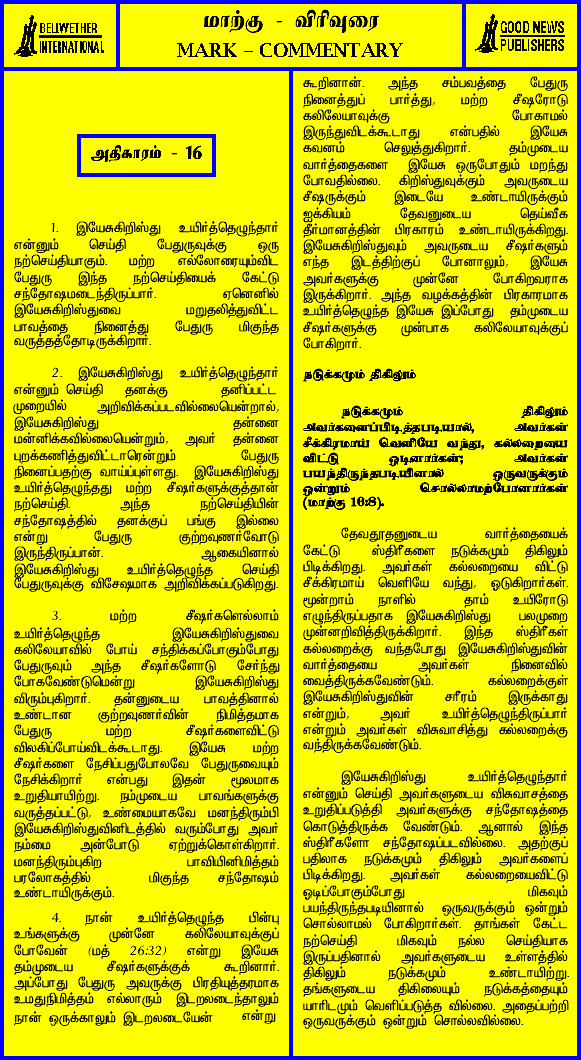 BELWETHER
INTERNATIONAL
மாற்கு - விரிவுரை
MARK – COMMENTARY
GOOD NEWS
PUBLISHERS
அதிகாரம் - 16
1. இயேசுகிறிஸ்து உயிர்த்தெழுந்தார்
என்னும் செய்தி பேதுருவுக்கு ஒரு
நற்செய்தியாகும். மற்ற எல்லோரையும்விட
பேதுரு இந்த நற்செய்தியைக் கேட்டு
சந்தோஷமடைந்திருப்பார். ஏனெனில்
இயேசுகிறிஸ்துவை மறுதலித்துவிட்ட
பாவத்தை நினைத்து பேதுரு மிகுந்த
வருத்தத்தோடிருக்கிறார்.
2. இயேசுகிறிஸ்து உயிர்த்தெழுந்தார்
என்னும் செய்தி தனக்கு தனிப்பட்ட
முறையில் அறிவிக்கப்படவில்லையென்றால்,
இயேசுகிறிஸ்து தன்னை
மன்னிக்கவில்லையென்றும், அவர் தன்னை
புறக்கணித்துவிட்டாரென்றும் பேதுரு
நினைப்பதற்கு வாய்ப்புள்ளது. இயேசுகிறிஸ்து
உயிர்த்தெழுந்தது மற்ற சீஷர்களுக்குத்தான்
நற்செய்தி. அந்த நற்செய்தியின்
சந்தோஷத்தில் தனக்குப் பங்கு இல்லை
என்று பேதுரு குற்றவுணர்வோடு
இருந்திருப்பான். ஆகையினால்
இயேசுகிறிஸ்து உயிர்த்தெழுந்த செய்தி
பேதுருவுக்கு விசேஷமாக அறிவிக்கப்படுகிறது.
3. மற்ற சீஷர்களெல்லாம்
உயிர்த்தெழுந்த இயேசுகிறிஸ்துவை
கலிலேயாவில் போய் சந்திக்கப்போகும்போது
பேதுருவும் அந்த சீஷர்களோடு சேர்ந்து
போகவேண்டுமென்று இயேசுகிறிஸ்து
விரும்புகிறார். தன்னுடைய பாவத்தினால்
உண்டான குற்றவுணர்வின் நிமித்தமாக
பேதுரு மற்ற சீஷர்களைவிட்டு
விலகிப்போய்விடக்கூடாது. இயேசு மற்ற
சீஷர்களை நேசிப்பதுபோலவே பேதுருவையும்
நேசிக்கிறார் என்பது இதன் மூலமாக
உறுதியாயிற்று. நம்முடைய பாவங்களுக்கு
வருத்தப்பட்டு, உண்மையாகவே மனந்திரும்பி
இயேசுகிறிஸ்துவினிடத்தில் வரும்போது அவர்
நம்மை அன்போடு ஏற்றுக்கொள்கிறார்.
மனந்திரும்புகிற பாவியினிமித்தம்
பரலோகத்தில் மிகுந்த சந்தோஷம்
உண்டாயிருக்கும்.
4. நான் உயிர்த்தெழுந்த பின்பு
உங்களுக்கு முன்னே கலிலேயாவுக்குப்
போவேன் (மத் 26:32) என்று இயேசு
தம்முடைய சீஷர்களுக்குக் கூறினார்.
அப்போது பேதுரு அவருக்கு பிரதியுத்தரமாக
உமதுநிமித்தம் எல்லாரும் இடறலடைந்தாலும்
நான் ஒருக்காலும் இடறலடையேன் என்று
கூறினான். அந்த சம்பவத்தை பேதுரு
நினைத்துப் பார்த்து, மற்ற சீஷரோடு
கலிலேயாவுக்கு போகாமல்
இருந்துவிடக்கூடாது என்பதில் இயேசு
கவனம் செலுத்துகிறார். தம்முடைய
வார்த்தைகளை இயேசு ஒருபோதும் மறந்து
போவதில்லை. கிறிஸ்துவுக்கும் அவருடைய
சீஷருக்கும் இடையே உண்டாயிருக்கும்
ஐக்கியம் தேவனுடைய தெய்வீக
தீர்மானத்தின் பிரகாரம் உண்டாயிருக்கிறது.
இயேசுகிறிஸ்துவும் அவருடைய சீஷர்களும்
எந்த இடத்திற்குப் போனாலும், இயேசு
அவர்களுக்கு முன்னே போகிறவராக
இருக்கிறார். அந்த வழக்கத்தின் பிரகாரமாக
உயிர்த்தெழுந்த இயேசு இப்போது தம்முடைய
சீஷர்களுக்கு முன்பாக கலிலேயாவுக்குப்
போகிறார்.
நடுக்கமும் திகிலும்
நடுக்கமும் திகிலும்
அவர்களைப்பிடித்தபடியால், அவர்கள்
சீக்கிரமாய் வெளியே வந்து, கல்லறையை
விட்டு ஓடினார்கள்; அவர்கள்
பயந்திருந்தபடியினால் ஒருவருக்கும்
ஒன்றும் சொல்லாமற்போனார்கள்
(மாற்கு 16:8).
தேவதூதனுடைய வார்த்தையைக்
கேட்டு ஸ்திரீகளை நடுக்கமும் திகிலும்
பிடிக்கிறது. அவர்கள் கல்லறையை விட்டு
சீக்கிரமாய் வெளியே வந்து, ஓடுகிறார்கள்.
மூன்றாம் நாளில் தாம் உயிரோடு
எழுந்திருப்பதாக இயேசுகிறிஸ்து பலமுறை
முன்னறிவித்திருக்கிறார். இந்த ஸ்திரீகள்
கல்லறைக்கு வந்தபோது இயேசுகிறிஸ்துவின்
வார்த்தையை அவர்கள் நினைவில்
வைத்திருக்கவேண்டும். கல்லறைக்குள்
இயேசுகிறிஸ்துவின் சரீரம் இருக்காது
என்றும், அவர் உயிர்த்தெழுந்திருப்பார்
என்றும் அவர்கள் விசுவாசித்து கல்லறைக்கு
வந்திருக்கவேண்டும்.
இயேசுகிறிஸ்து உயிர்த்தெழுந்தார்
என்னும் செய்தி அவர்களுடைய விசுவாசத்தை
உறுதிப்படுத்தி அவர்களுக்கு சந்தோஷத்தை
கொடுத்திருக்க வேண்டும். ஆனால் இந்த
ஸ்திரீகளோ சந்தோஷப்படவில்லை. அதற்குப்
பதிலாக நடுக்கமும் திகிலும் அவர்களைப்
பிடிக்கிறது. அவர்கள் கல்லறையைவிட்டு
ஓடிப்போகும்போது மிகவும்
பயந்திருந்தபடியினால் ஒருவருக்கும் ஒன்றும்
சொல்லாமல் போகிறார்கள். தாங்கள் கேட்ட
நற்செய்தி மிகவும் நல்ல செய்தியாக
இருப்பதினால் அவர்களுடைய உள்ளத்தில்
திகிலும் நடுக்கமும் உண்டாயிற்று.
தங்களுடைய திகிலையும் நடுக்கத்தையும்
யாரிடமும் வெளிப்படுத்த வில்லை. அதைப்பற்றி
ஒருவருக்கும் ஒன்றும் சொல்லவில்லை.